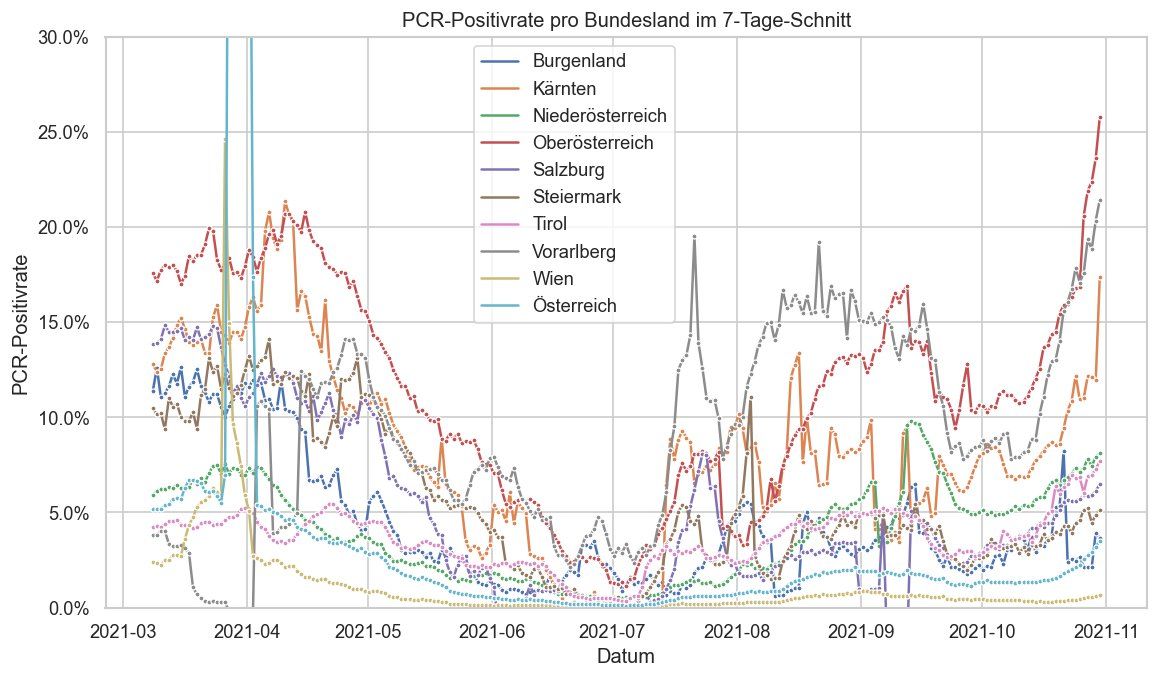 PCR-Positivrate pro Bundesland im 7-Tage-Schnitt
30.0%
25.0%
20.0%
15.0%
10.0%
5.0%
0.0%
PCR-Positivrate
Burgenland
Kärnten
Niederösterreich
Oberösterreich
Salzburg
Steiermark
Tirol
Vorarlberg
Wien
Österreich
2021-03
2021-04
2021-05
2021-06
2021-07
2021-08
2021-09
2021-10
2021-11
Datum